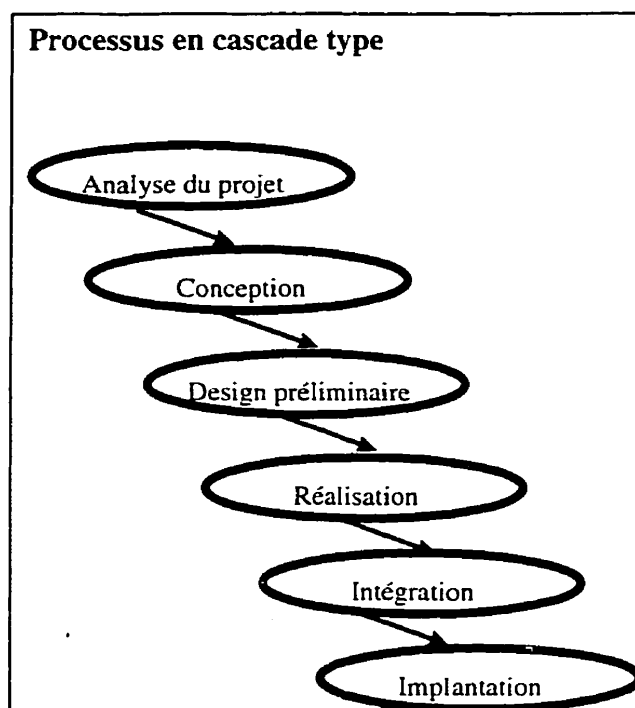 Processus en cascade type
Analyse du projet
Conception
Design préliminaire
Réalisation
Intégration
Implantation